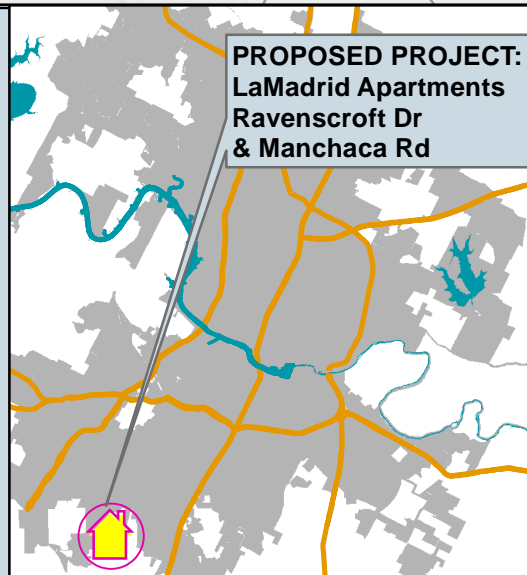 PROPOSED PROJECT:
LaMadrid Apartments
Ravenscroft Dr
& Manchaca Rd